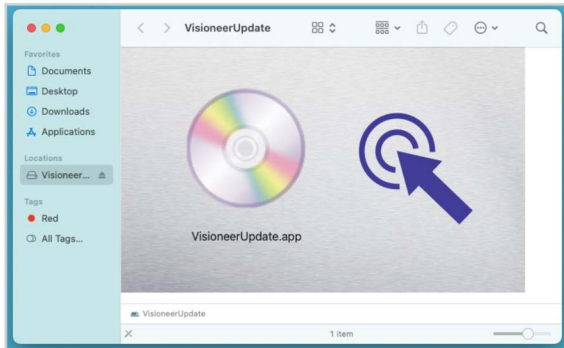 VisioneerUpdate
Favorites
Documents
Desktop
Downloads
Applications
Locations
Visioneer...
Tags
Red
All Tags...
VisioneerUpdate.app
VisioneerUpdate
1 item